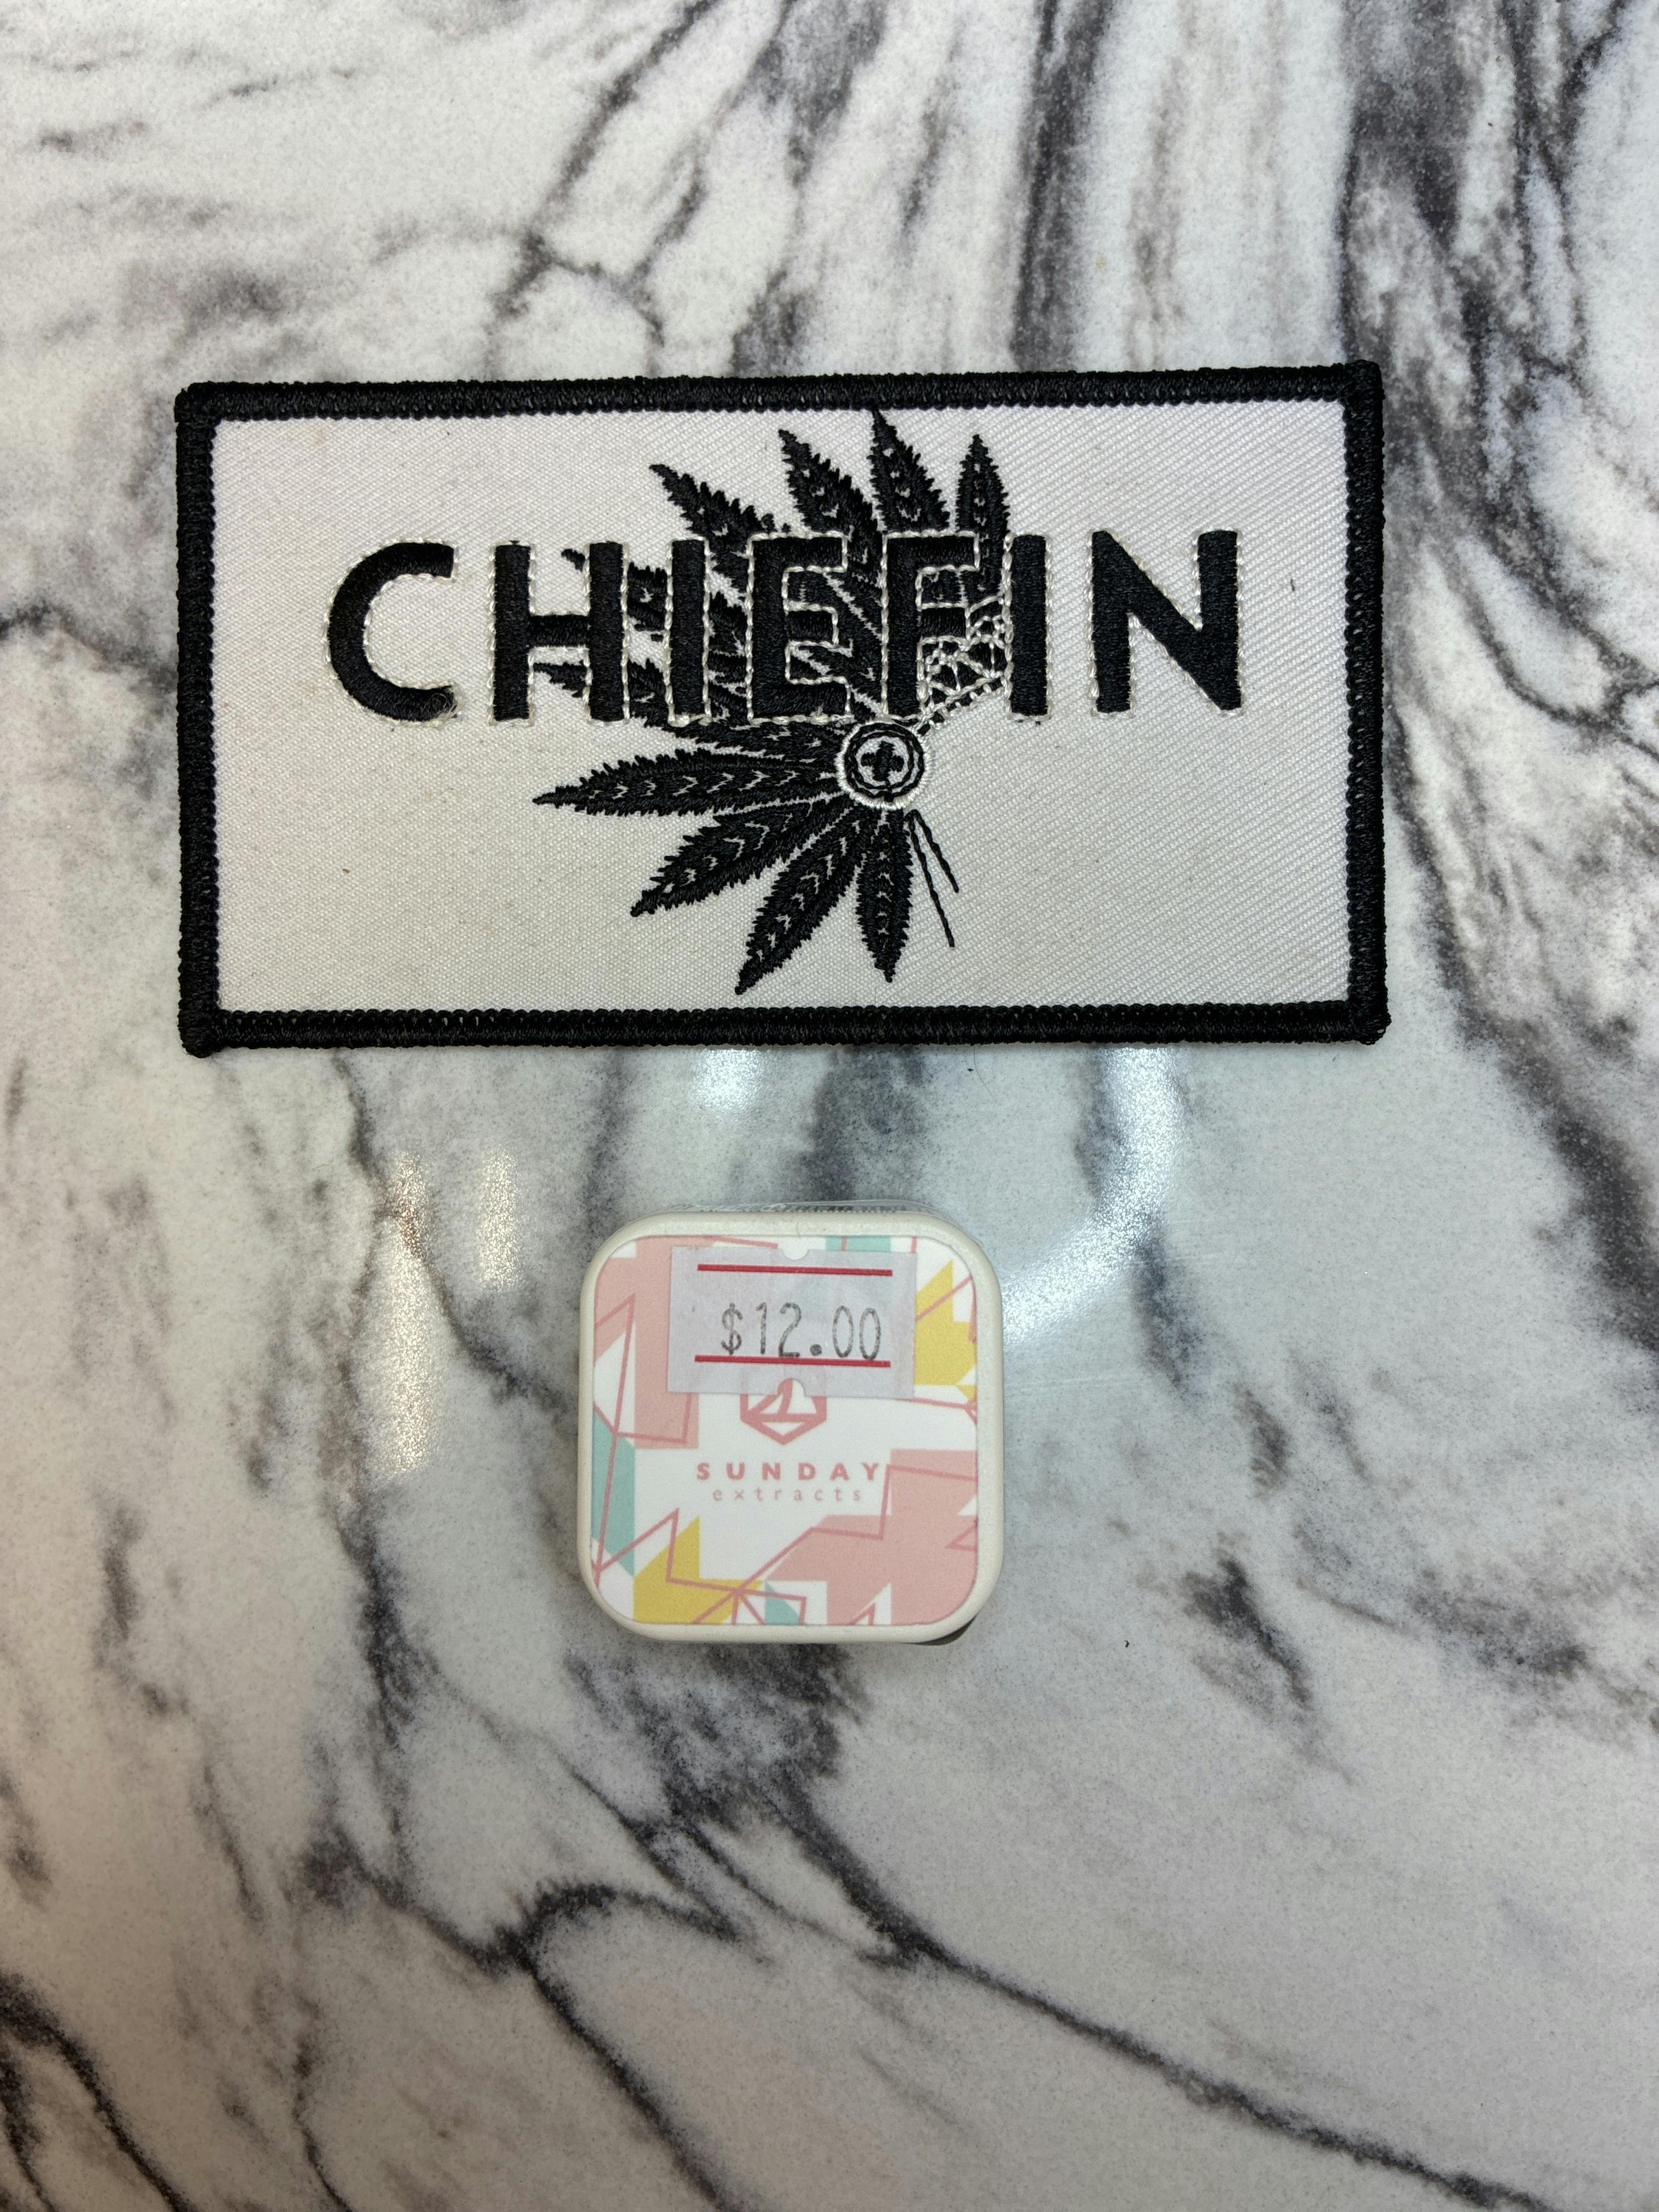 CHIEFIN
$12.00
SUNDAY
extracts